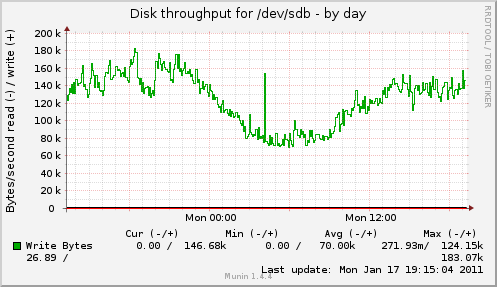 Disk throughput for /dev/sdb - by day
RRDTOOL / TOBI OETIKER
Bytes/second read (-) / write (+)
200 k
180 k
160 k
140 k
120 k
100 k
80 k
60 k
40 k
20 k
0
Mon 00:00 Mon 12:00
Cur (-/+) Min (-/+) Avg (-/+) Max (-/+)
Write Bytes 0.00 / 146.68k 0.00 / 70.00k 271.93m/ 124.15k
26.89 / 183.07k
Last update: Mon Jan 17 19:15:04 2011
Munin 1.4.4